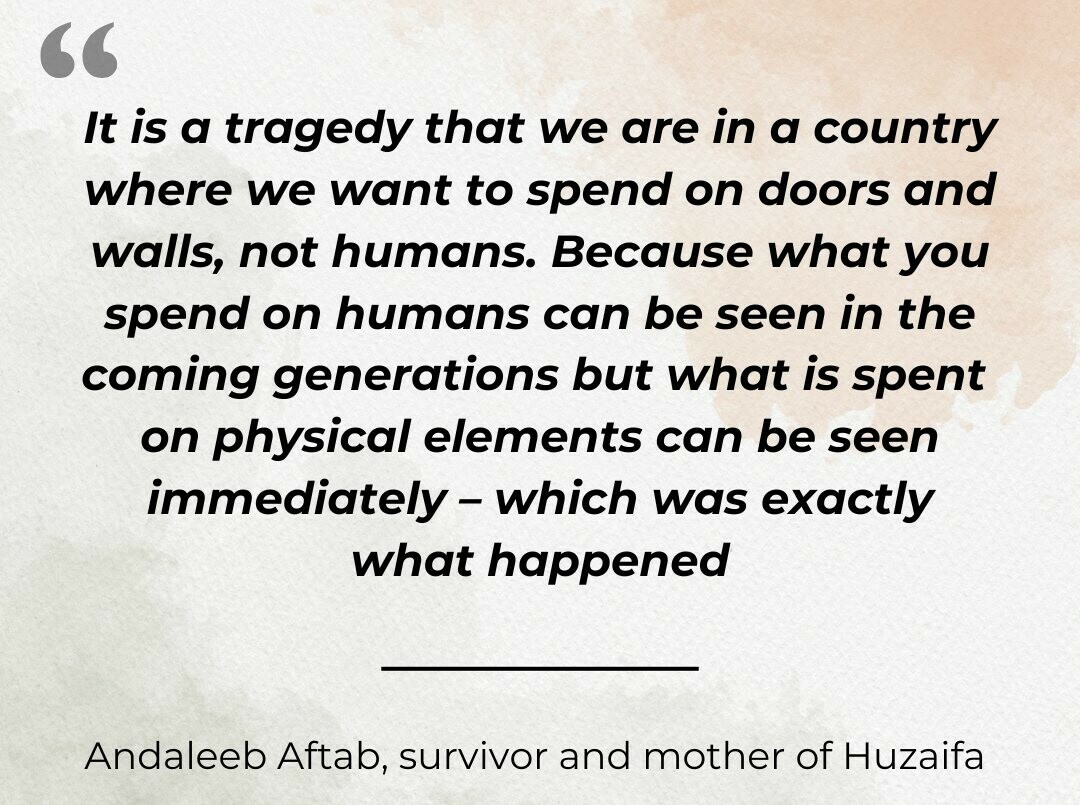 “
It is a tragedy that we are in a country
where we want to spend on doors and
walls, not humans. Because what you
spend on humans can be seen in the
coming generations but what is spent
on physical elements can be seen
immediately – which was exactly
what happened
Andaleeb Aftab, survivor and mother of Huzaifa